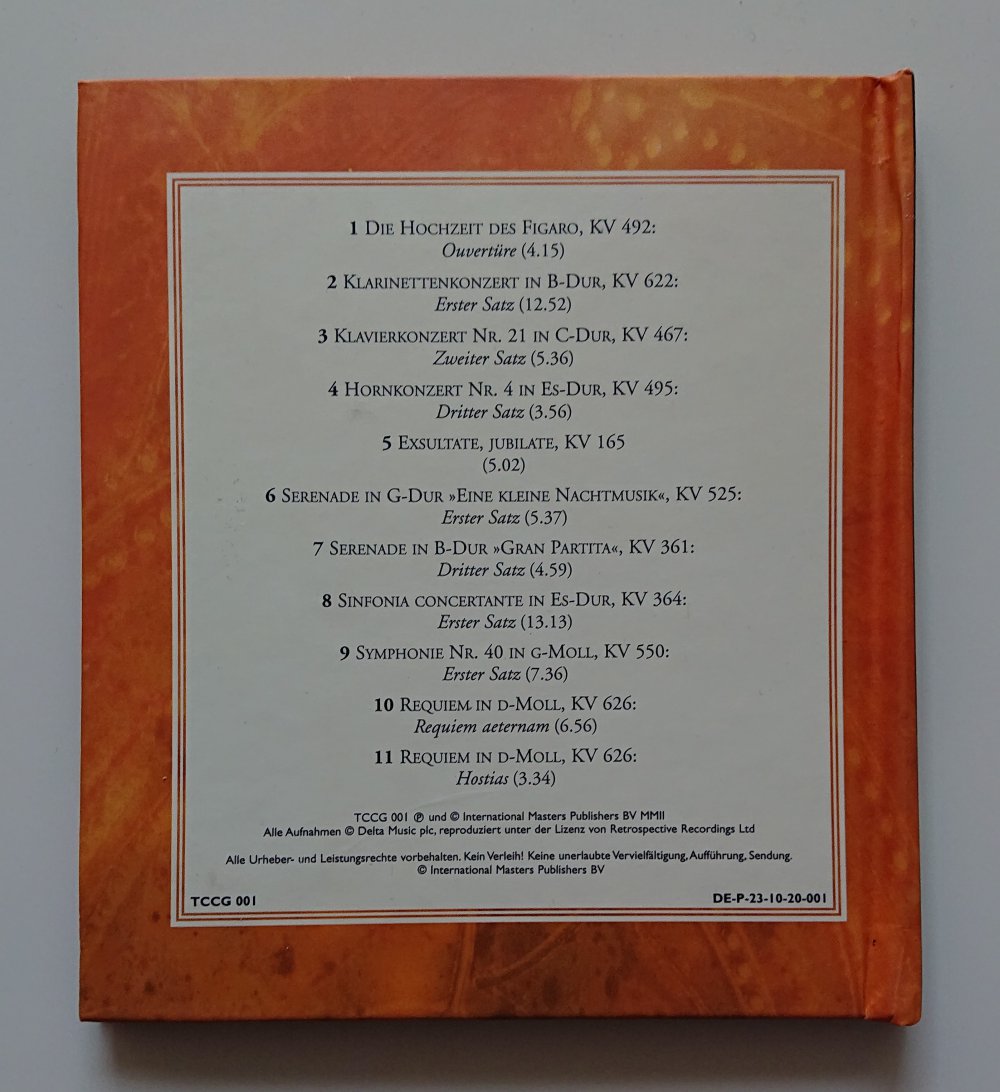 1 Die Hochzeit des Figaro, KV 492:
Ouvertüre (4.15)
2 Klarinettenkonzert in B-Dur, KV 622:
Erster Satz (12.52)
3 Klavierkonzert Nr. 21 in C-Dur, KV 467:
Zweiter Satz (5.36)
4 Hornkonzert Nr. 4 in Es-Dur, KV 495:
Dritter Satz (3.56)
5 Exsultate, jubilate, KV 165
(5.02)
6 Serenade in G-Dur »Eine kleine Nachtmusik«, KV 525:
Erster Satz (5.37)
7 Serenade in B-Dur »Gran Partita«, KV 361:
Dritter Satz (4.59)
8 Sinfonia concertante in Es-Dur, KV 364:
Erster Satz (13.13)
9 Symphonie Nr. 40 in g-Moll, KV 550:
Erster Satz (7.36)
10 Requiem in d-Moll, KV 626:
Requiem aeternam (6.56)
11 Requiem in d-Moll, KV 626:
Hostias (3.34)
TCCG 001 ℗ und © International Masters Publishers BV MMII
Alle Aufnahmen © Delta Music plc, reproduziert unter der Lizenz von Retrospective Recordings Ltd
Alle Urheber- und Leistungsrechte vorbehalten. Kein Verleih! Keine unerlaubte Vervielfältigung, Aufführung, Sendung.
© International Masters Publishers BV
TCCG 001
DE-P-23-10-20-001